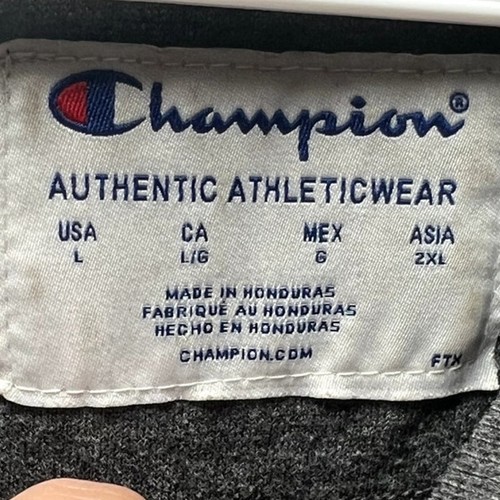 Champion®
AUTHENTIC ATHLETICWEAR
USA CA MEX ASIA
L L/G G 2XL
MADE IN HONDURAS
FABRIQUÉ AU HONDURAS
HECHO EN HONDURAS
CHAMPION.COM
FTX